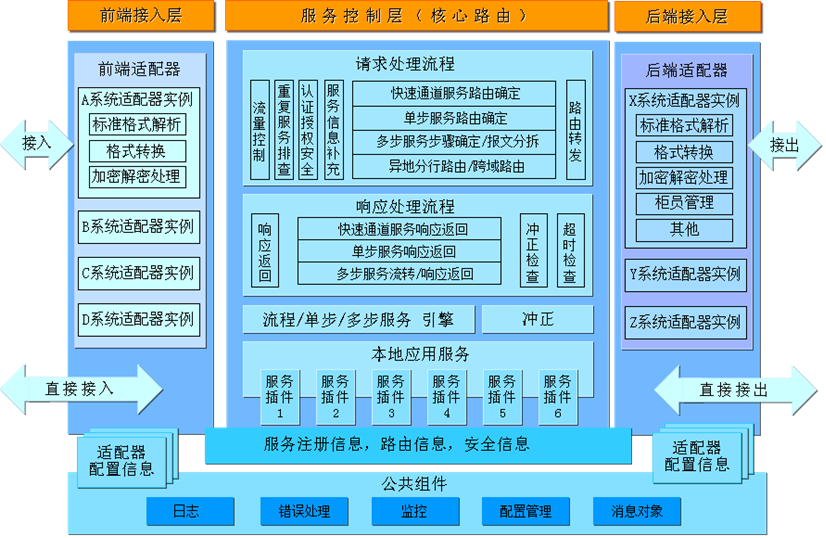 前端接入层
服务控制层（核心路由）
后端接入层
前端适配器
A系统适配器实例
标准格式解析
格式转换
加密解密处理
B系统适配器实例
C系统适配器实例
D系统适配器实例
接入
直接接入
请求处理流程
流量控制
重复服务排查
认证授权安全
服务信息补充
快速通道服务路由确定
单步服务路由确定
多步服务步骤确定/报文分拆
异地分行路由/跨域路由
路由转发
响应处理流程
响应返回
快速通道服务响应返回
单步服务响应返回
多步服务流转/响应返回
冲正检查
超时检查
流程/单步/多步服务 引擎
冲正
本地应用服务
服务
插件
1
服务
插件
2
服务
插件
3
服务
插件
4
服务
插件
5
服务
插件
6
后端适配器
X系统适配器实例
标准格式解析
格式转换
加密解密处理
柜员管理
其他
Y系统适配器实例
Z系统适配器实例
接出
直接接出
服务注册信息，路由信息，安全信息
适配器
配置信息
适配器
配置信息
公共组件
日志
错误处理
监控
配置管理
消息对象